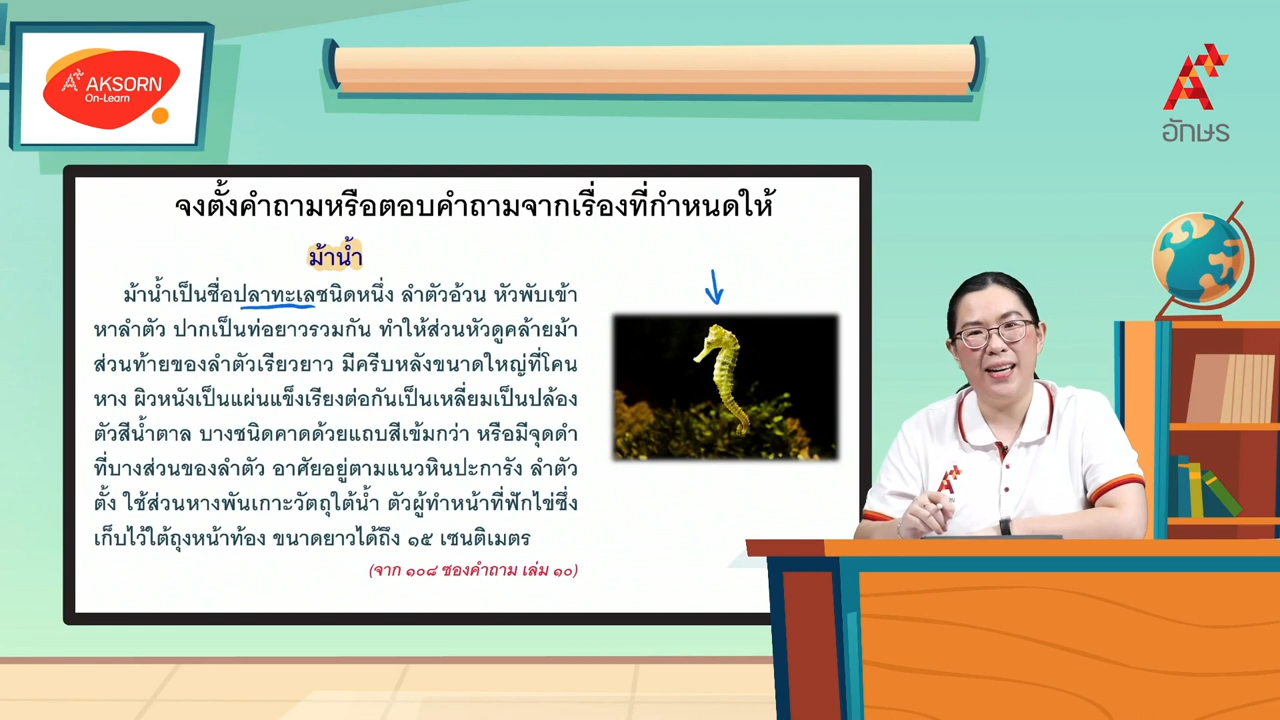 AKSORN
On-Learn
อักษร
จงตั้งคำถามหรือตอบคำถามจากเรื่องที่กำหนดให้
ม้าน้ำ
ม้าน้ำเป็นชื่อปลาทะเลชนิดหนึ่ง ลำตัวอ้วน หัวพับเข้า
หาลำตัว ปากเป็นท่อยาวรวมกัน ทำให้ส่วนหัวดูคล้ายม้า
ส่วนท้ายของลำตัวเรียวยาว มีครีบหลังขนาดใหญ่ที่โคน
หาง ผิวหนังเป็นแผ่นแข็งเรียงต่อกันเป็นเหลี่ยมเป็นปล้อง
ตัวสีน้ำตาล บางชนิดคาดด้วยแถบสีเข้มกว่า หรือมีจุดดำ
ที่บางส่วนของลำตัว อาศัยอยู่ตามแนวหินปะการัง ลำตัว
ตั้ง ใช้ส่วนหางพันเกาะวัตถุใต้น้ำ ตัวผู้ทำหน้าที่ฟักไข่ซึ่ง
เก็บไว้ใต้ถุงหน้าท้อง ขนาดยาวได้ถึง ๑๕ เซนติเมตร
(จาก ๑๐๘ ซองคำถาม เล่ม ๑๐)